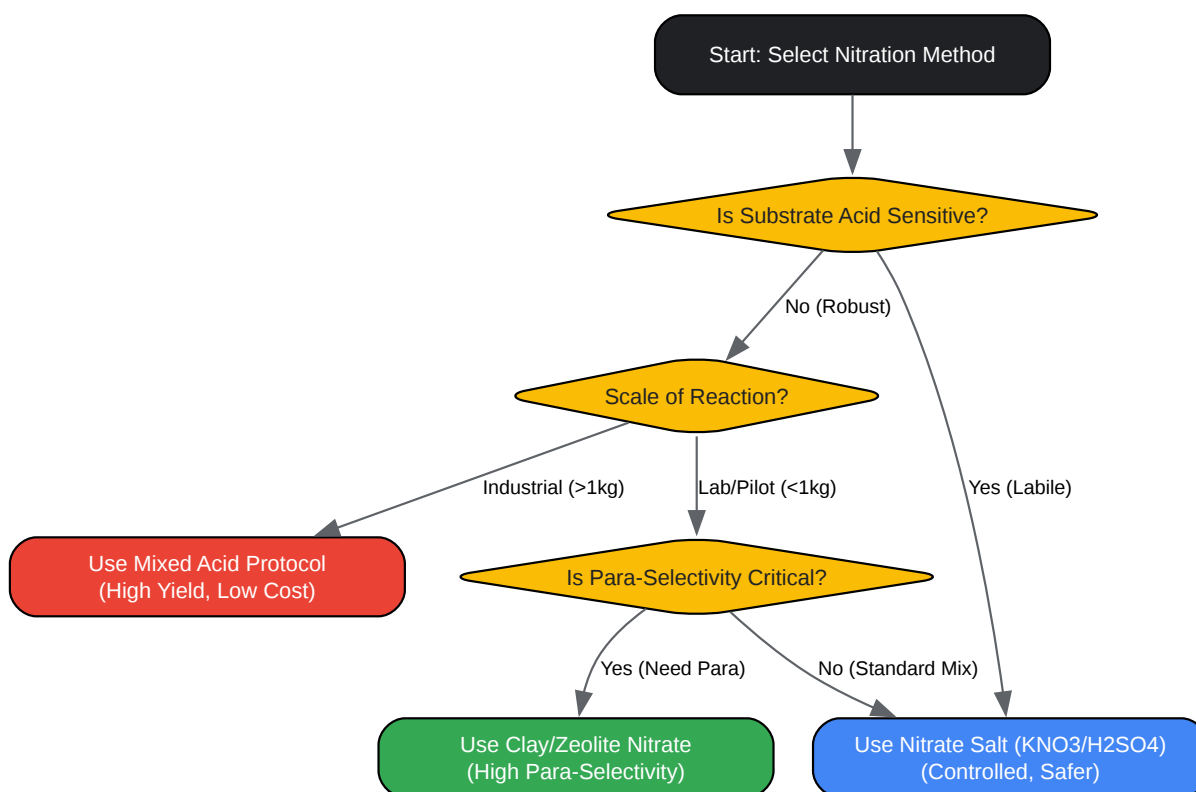 Start: Select Nitration Method
Is Substrate Acid Sensitive?
No (Robust)
Scale of Reaction?
Industrial (>1kg)
Lab/Pilot (<1kg)
Yes (Labile)
Use Mixed Acid Protocol
(High Yield, Low Cost)
Is Para-Selectivity Critical?
Yes (Need Para)
No (Standard Mix)
Use Clay/Zeolite Nitrate
(High Para-Selectivity)
Use Nitrate Salt (KNO3/H2SO4)
(Controlled, Safer)